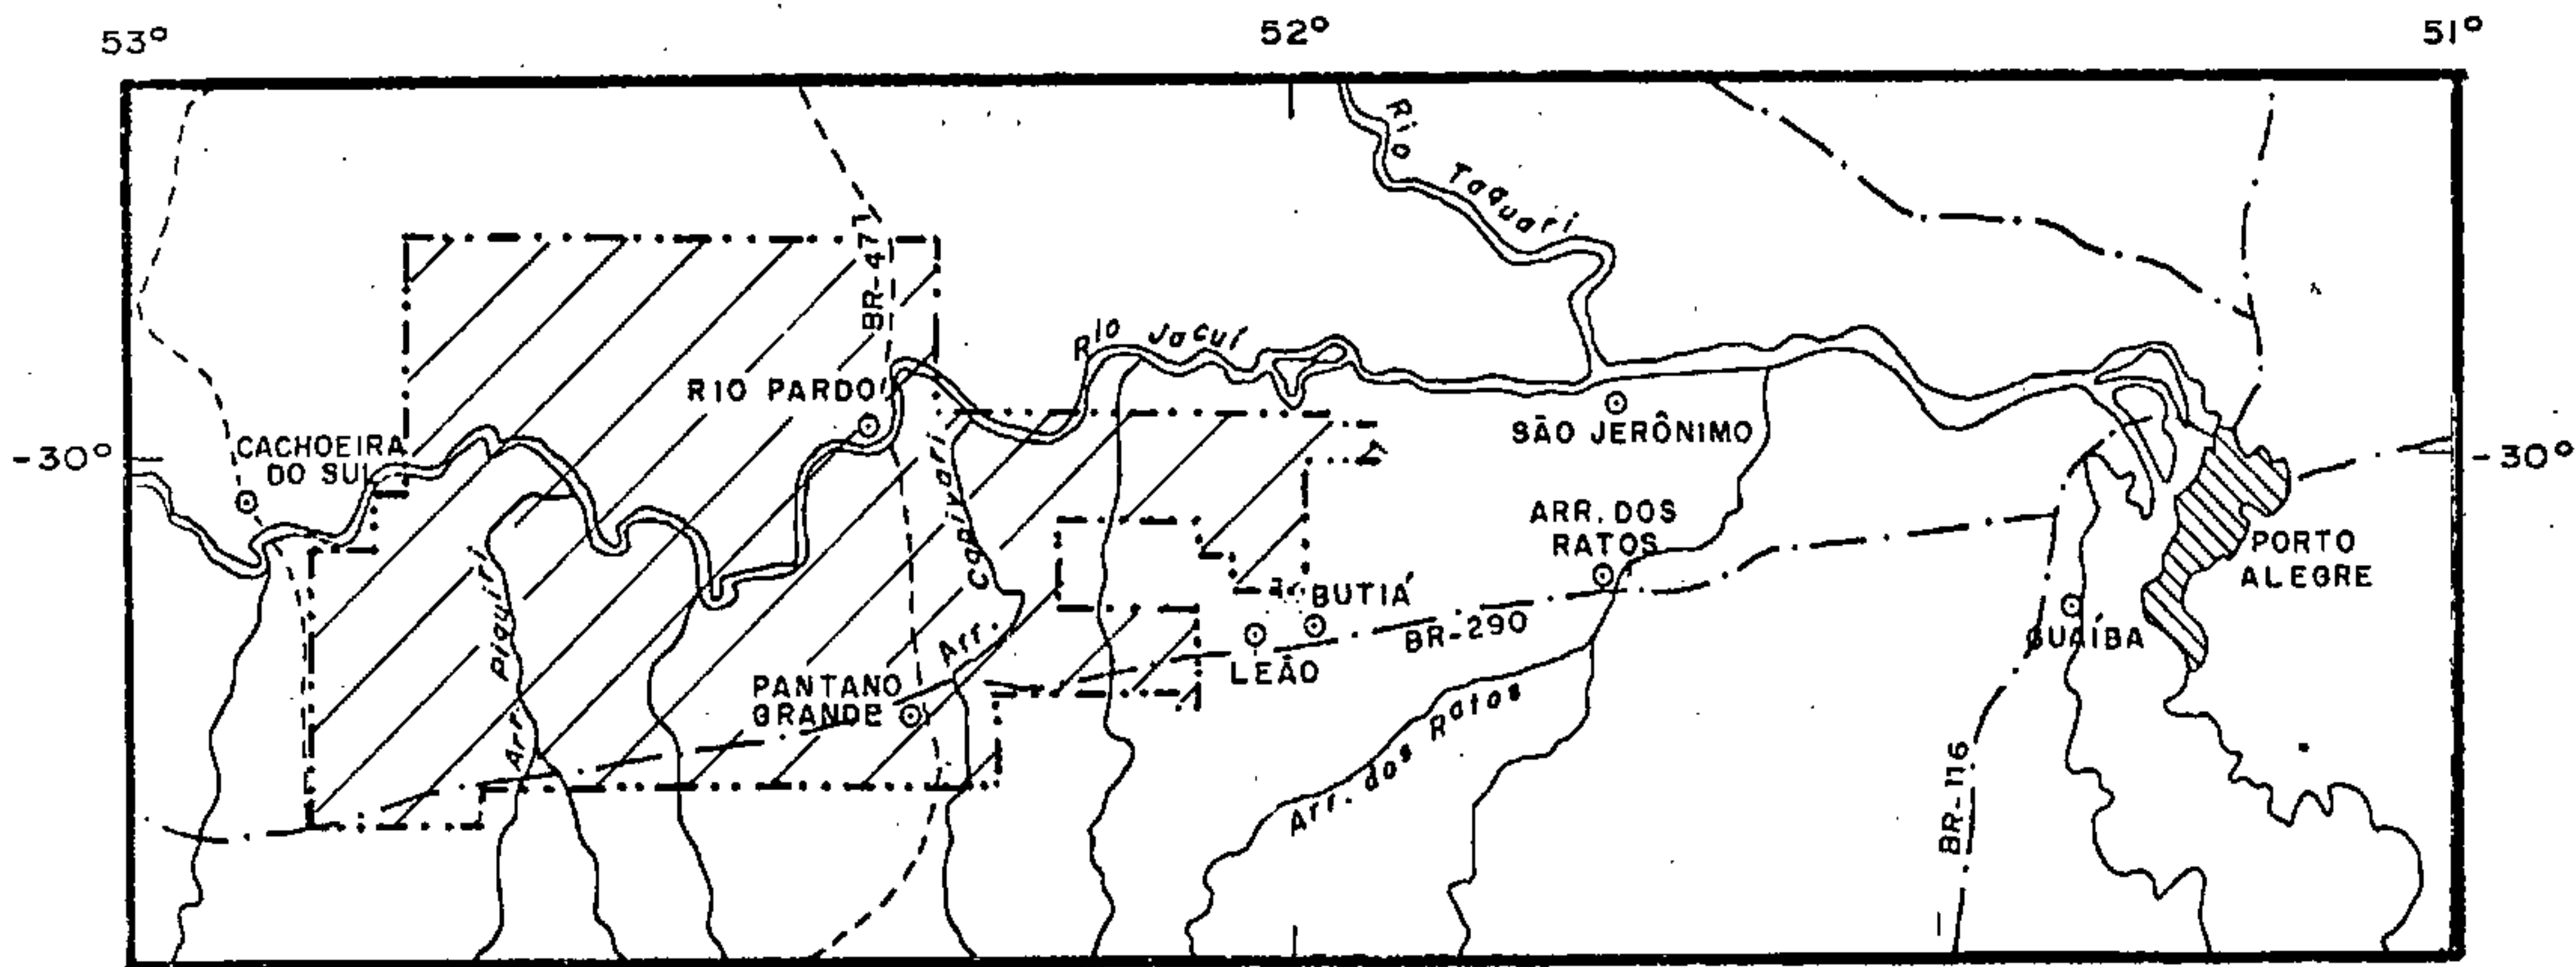 53° 52° 51°
Rio Taquari
BR-471
Rio Jacuí
RIO PARDO
SÃO JERÔNIMO
CACHOEIRA
DO SUL
-30° -30°
Arr. Capivari
ARR. DOS
RATOS
PORTO
ALEGRE
Arr. Piquiri
BUTIÁ
BR-290
GUAÍBA
LEÃO
PANTANO
GRANDE
Arr. dos Ratos
BR-116